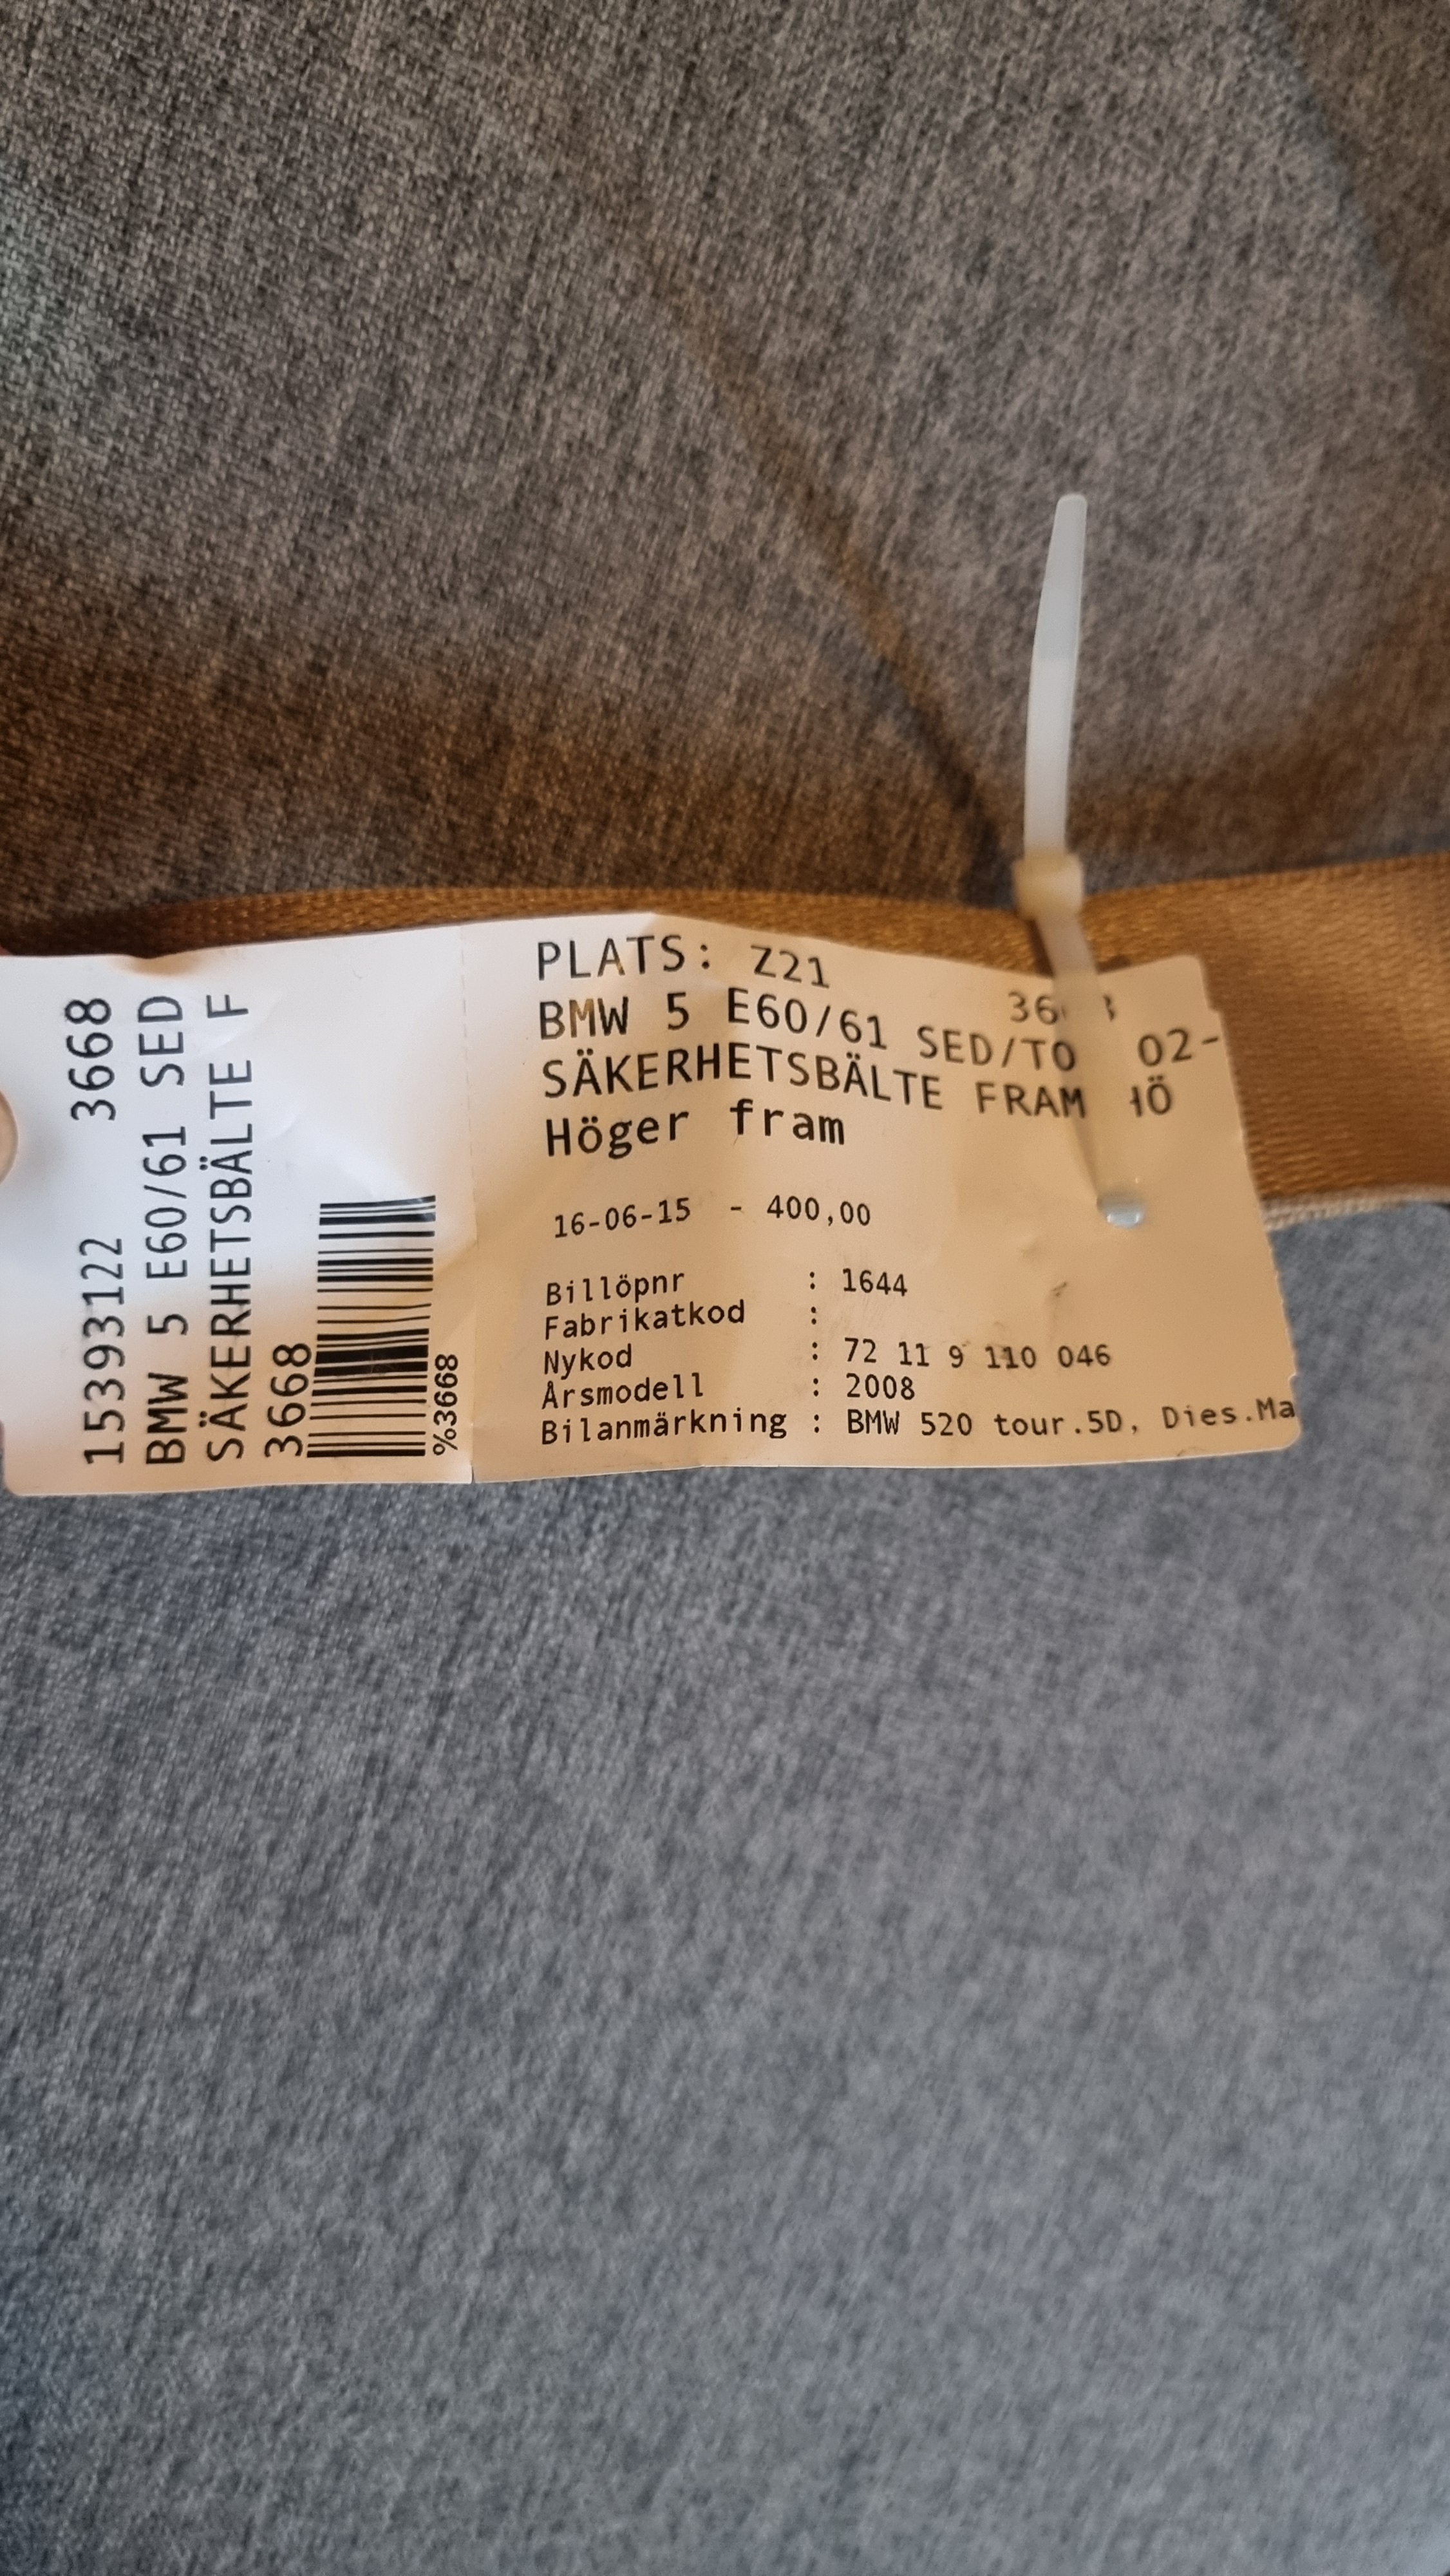 15393122 3668
BMW 5 E60/61 SED
SÄKERHETSBÄLTE F
3668
%3668
PLATS: Z21
BMW 5 E60/61 SED/TO 02-
SÄKERHETSBÄLTE FRAM
Höger fram
16-06-15 - 400,00
Billöpnr : 1644
Fabrikatkod :
Nykod : 72 11 9 110 046
Årsmodell : 2008
Bilanmärkning : BMW 520 tour.5D, Dies.Ma